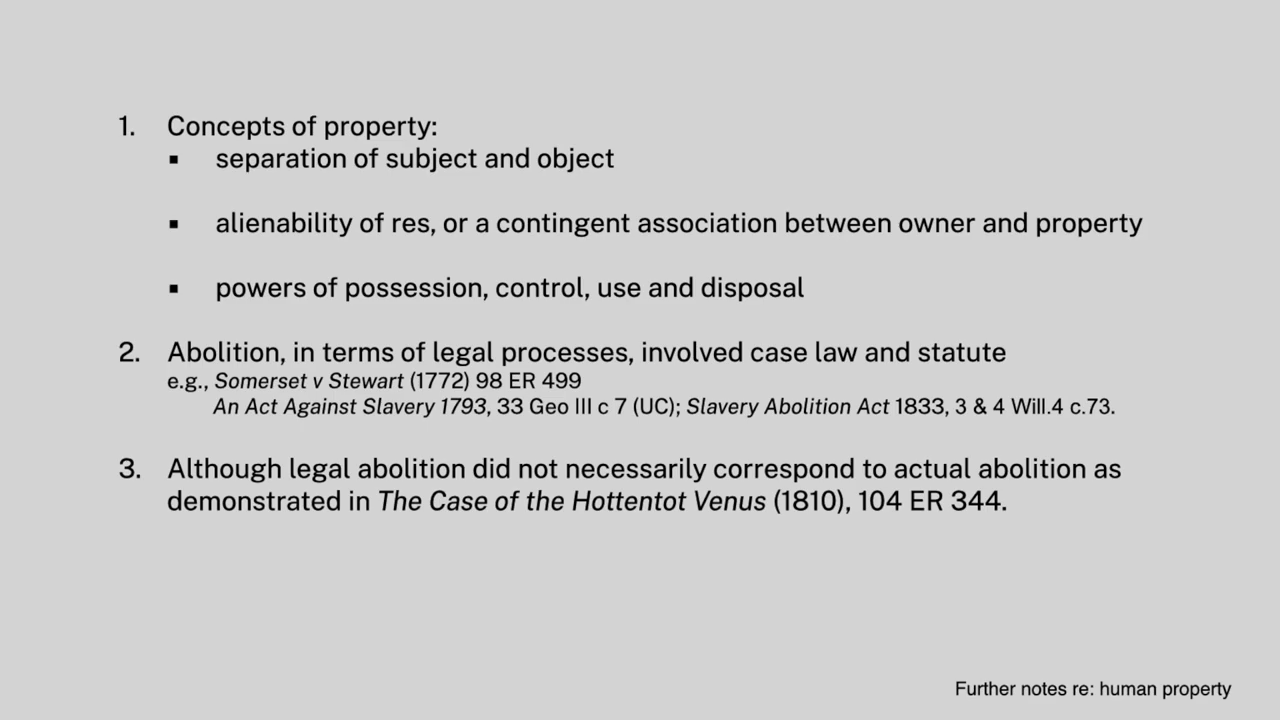 1. Concepts of property:
▪ separation of subject and object
▪ alienability of res, or a contingent association between owner and property
▪ powers of possession, control, use and disposal
2. Abolition, in terms of legal processes, involved case law and statute
e.g., Somerset v Stewart (1772) 98 ER 499
An Act Against Slavery 1793, 33 Geo III c 7 (UC); Slavery Abolition Act 1833, 3 & 4 Will.4 c.73.
3. Although legal abolition did not necessarily correspond to actual abolition as
demonstrated in The Case of the Hottentot Venus (1810), 104 ER 344.
Further notes re: human property